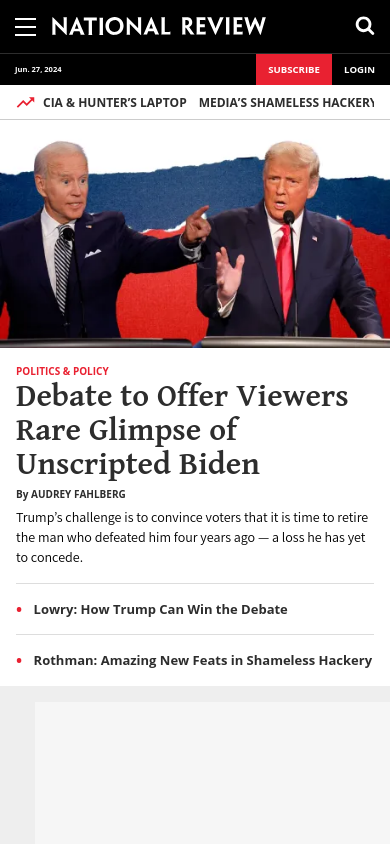 NATIONAL REVIEW
Jun. 27, 2024
SUBSCRIBE
LOGIN
CIA & HUNTER'S LAPTOP MEDIA'S SHAMELESS HACKERY
POLITICS & POLICY
Debate to Offer Viewers
Rare Glimpse of
Unscripted Biden
By AUDREY FAHLBERG
Trump's challenge is to convince voters that it is time to retire
the man who defeated him four years ago — a loss he has yet
to concede.
• Lowry: How Trump Can Win the Debate
• Rothman: Amazing New Feats in Shameless Hackery